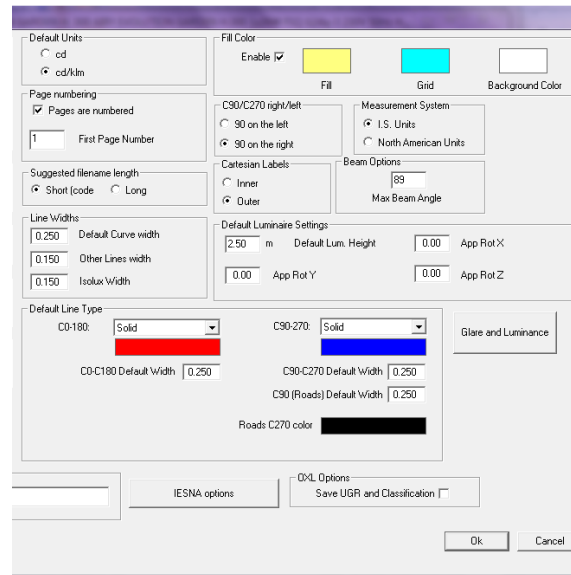 Default Units
cd
cd/klm
Fill Color
Enable
Fill
Grid
Background Color
Page numbering
Pages are numbered
1 First Page Number
C90/C270 right/left
90 on the left
90 on the right
Measurement System
I.S. Units
North American Units
Suggested filename length
Short (code
Long
Cartesian Labels
Inner
Outer
Beam Options
89
Max Beam Angle
Line Widths
0.250 Default Curve width
0.150 Other Lines width
0.150 Isolux Width
Default Luminaire Settings
2.50 m Default Lum. Height 0.00 App Rot X
0.00 App Rot Y 0.00 App Rot Z
Default Line Type
C0-180: Solid
C90-270: Solid
Glare and Luminance
C0-C180 Default Width 0.250
C90-C270 Default Width 0.250
C90 (Roads) Default Width 0.250
Roads C270 color
IESNA options
OXL Options
Save UGR and Classification
Ok
Cancel